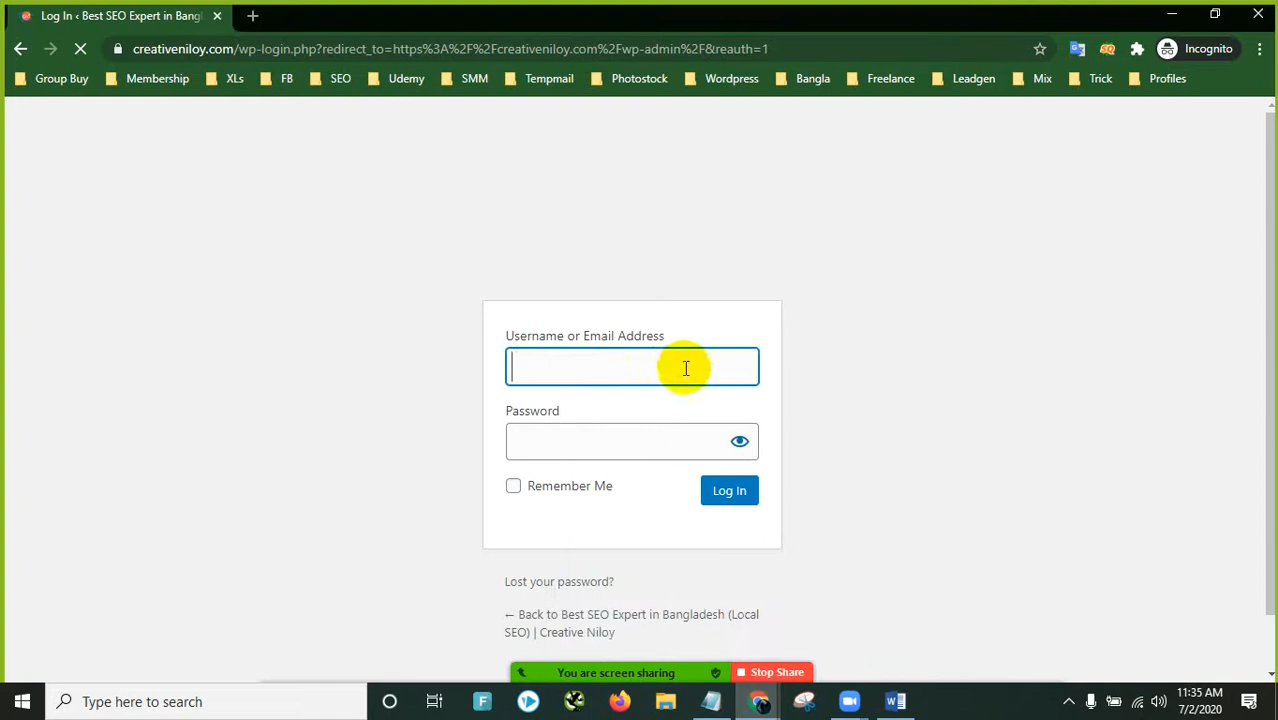 Log In ‹ Best SEO Expert in Bang
creativeniloy.com/wp-login.php?redirect_to=https%3A%2F%2Fcreativeniloy.com%2Fwp-admin%2F&reauth=1
Incognito
Group Buy Membership XLs FB SEO Udemy SMM Tempmail Photostock Wordpress Bangla Freelance Leadgen Mix Trick Profiles
Username or Email Address
Password
Remember Me
Log In
Lost your password?
← Back to Best SEO Expert in Bangladesh (Local
SEO) | Creative Niloy
You are screen sharing Stop Share
Type here to search
11:35 AM
7/2/2020